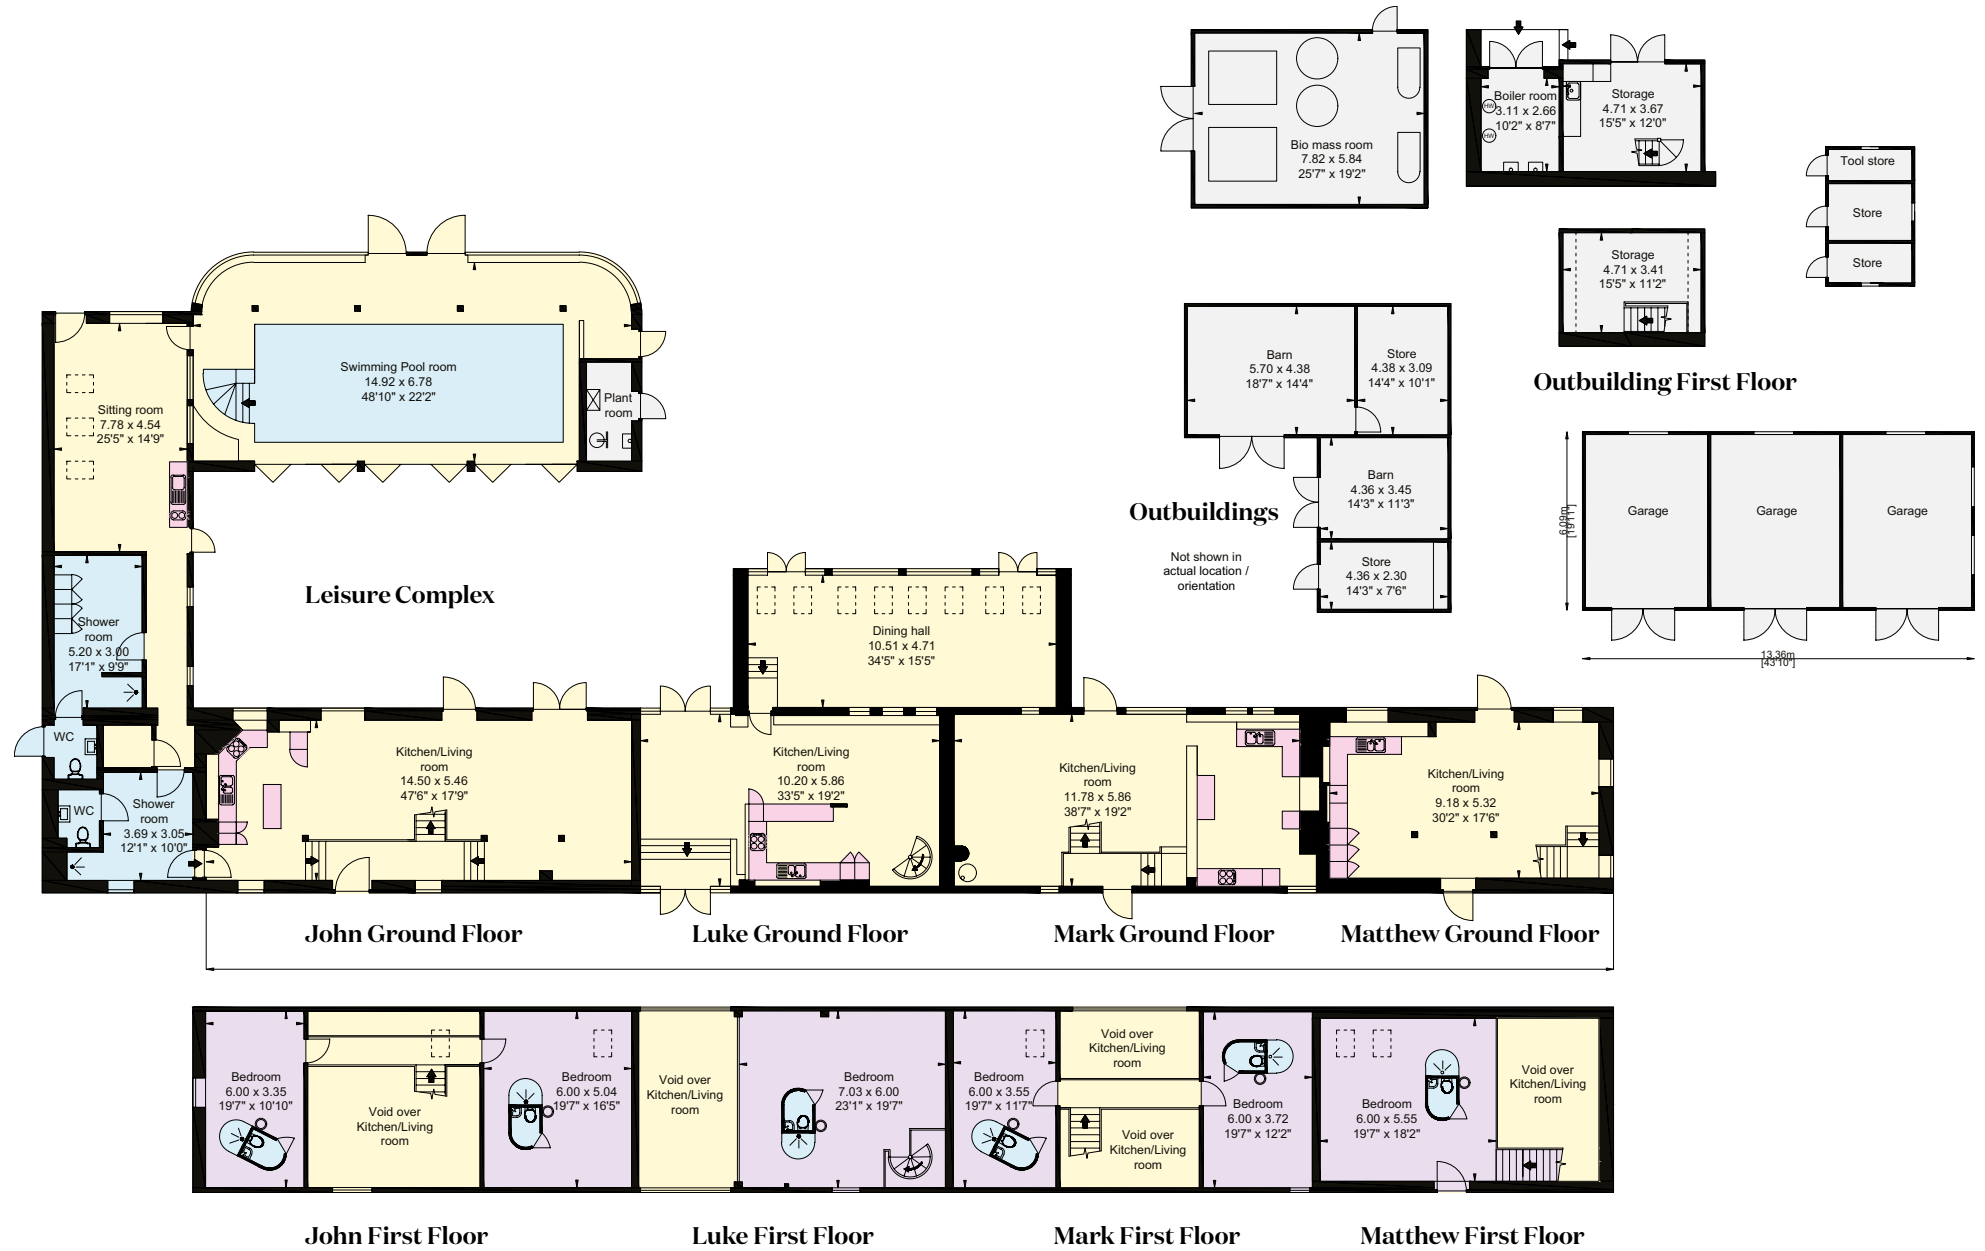 Bio mass room
7.82 x 5.84
25'7" x 19'2"
Boiler room
3.11 x 2.66
10'2" x 8'7"
HW
HW
Storage
4.71 x 3.67
15'5" x 12'0"
Tool store
Store
Store
Storage
4.71 x 3.41
15'5" x 11'2"
Outbuilding First Floor
Barn
5.70 x 4.38
18'7" x 14'4"
Store
4.38 x 3.09
14'4" x 10'1"
Barn
4.36 x 3.45
14'3" x 11'3"
Store
4.36 x 2.30
14'3" x 7'6"
Outbuildings
Not shown in
actual location /
orientation
Garage
Garage
Garage
6.09m
[19'11"]
13.36m
[43'10"]
Swimming Pool room
14.92 x 6.78
48'10" x 22'2"
Plant
room
Sitting room
7.78 x 4.54
25'5" x 14'9"
Leisure Complex
Shower
room
5.20 x 3.00
17'1" x 9'9"
WC
WC
Shower
room
3.69 x 3.05
12'1" x 10'0"
Dining hall
10.51 x 4.71
34'5" x 15'5"
Kitchen/Living
room
14.50 x 5.46
47'6" x 17'9"
Kitchen/Living
room
10.20 x 5.86
33'5" x 19'2"
Kitchen/Living
room
11.78 x 5.86
38'7" x 19'2"
Kitchen/Living
room
9.18 x 5.32
30'2" x 17'6"
John Ground Floor
Luke Ground Floor
Mark Ground Floor
Matthew Ground Floor
Bedroom
6.00 x 3.35
19'7" x 10'10"
Void over
Kitchen/Living
room
Bedroom
6.00 x 5.04
19'7" x 16'5"
Void over
Kitchen/Living
room
Bedroom
7.03 x 6.00
23'1" x 19'7"
Bedroom
6.00 x 3.55
19'7" x 11'7"
Void over
Kitchen/Living
room
Void over
Kitchen/Living
room
Bedroom
6.00 x 3.72
19'7" x 12'2"
Bedroom
6.00 x 5.55
19'7" x 18'2"
Void over
Kitchen/Living
room
John First Floor
Luke First Floor
Mark First Floor
Matthew First Floor